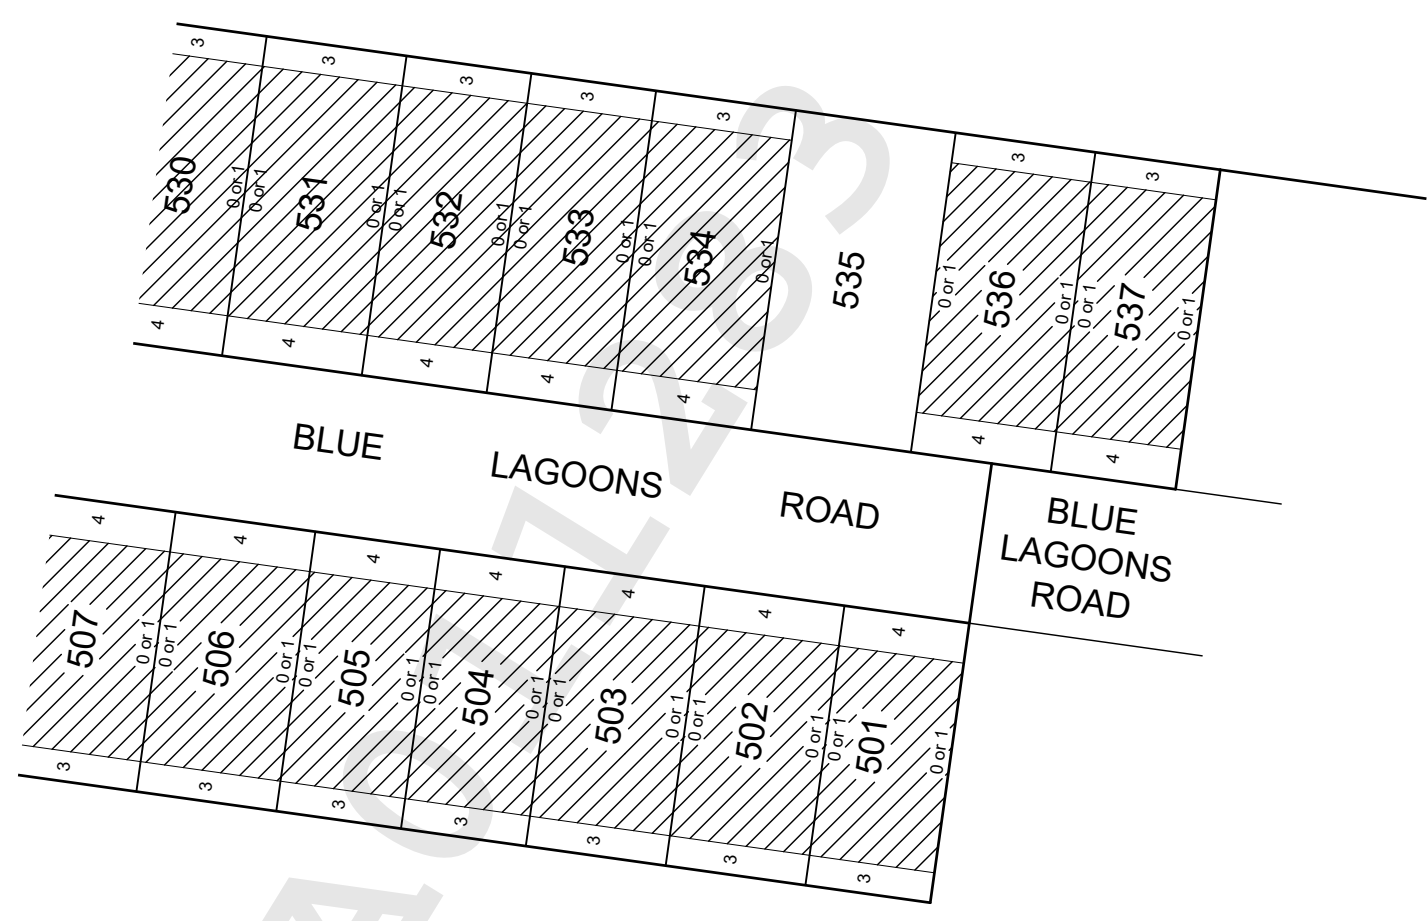 3 3 3 3 3 3 3
530 531 532 533 534 535 536 537
0 or 1 0 or 1 0 or 1 0 or 1 0 or 1 0 or 1 0 or 1 0 or 1 0 or 1 0 or 1 0 or 1 0 or 1 0 or 1
4 4 4 4 4 4 4
BLUE LAGOONS ROAD
BLUE
LAGOONS
ROAD
4 4 4 4 4 4 4
507 506 505 504 503 502 501
0 or 1 0 or 1 0 or 1 0 or 1 0 or 1 0 or 1 0 or 1 0 or 1 0 or 1 0 or 1 0 or 1 0 or 1 0 or 1
3 3 3 3 3 3 3